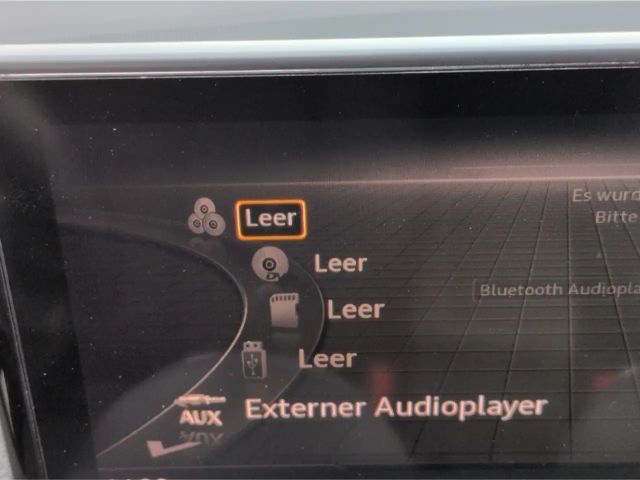 Es wurd
Leer
Bitte
Leer
Bluetooth Audiopla
Leer
Leer
AUX
Externer Audioplayer